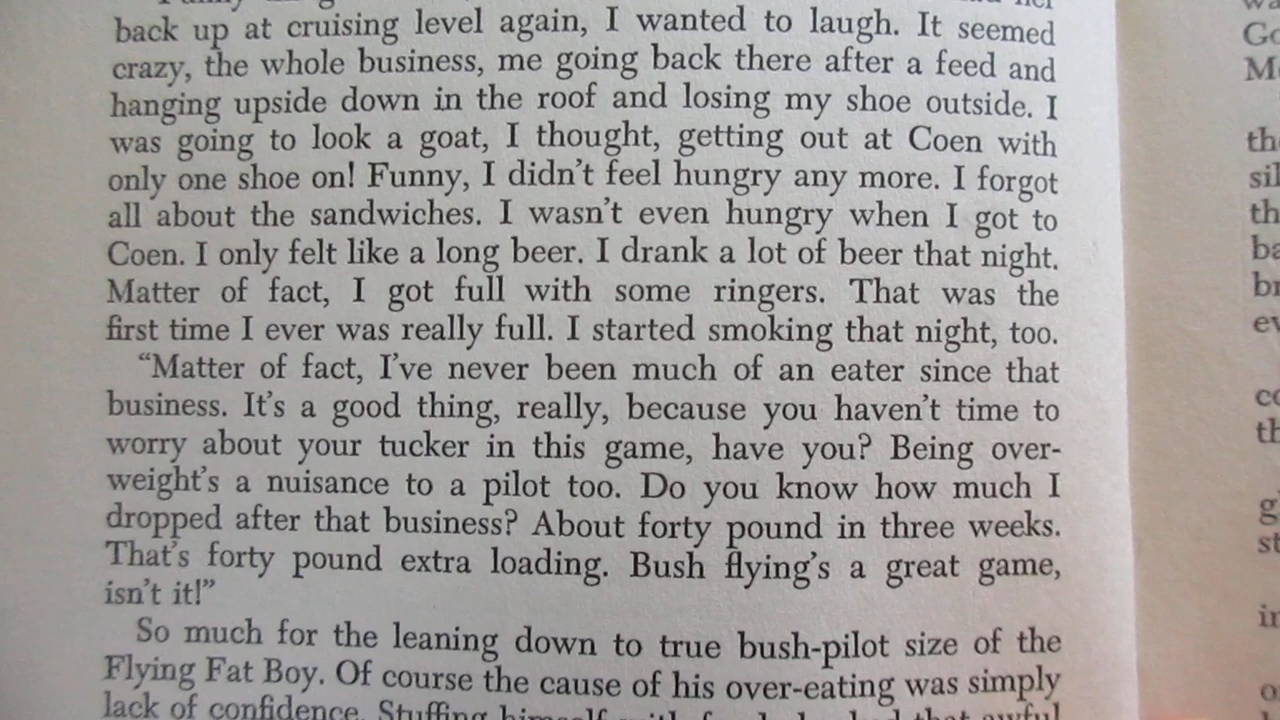 back up at cruising level again, I wanted to laugh. It seemed
crazy, the whole business, me going back there after a feed and
hanging upside down in the roof and losing my shoe outside. I
was going to look a goat, I thought, getting out at Coen with
only one shoe on! Funny, I didn't feel hungry any more. I forgot
all about the sandwiches. I wasn't even hungry when I got to
Coen. I only felt like a long beer. I drank a lot of beer that night.
Matter of fact, I got full with some ringers. That was the
first time I ever was really full. I started smoking that night, too.
“Matter of fact, I've never been much of an eater since that
business. It's a good thing, really, because you haven't time to
worry about your tucker in this game, have you? Being over-
weight's a nuisance to a pilot too. Do you know how much I
dropped after that business? About forty pound in three weeks.
That's forty pound extra loading. Bush flying's a great game,
isn't it!”
So much for the leaning down to true bush-pilot size of the
Flying Fat Boy. Of course the cause of his over-eating was simply
lack of confidence. Stuffing himself with food